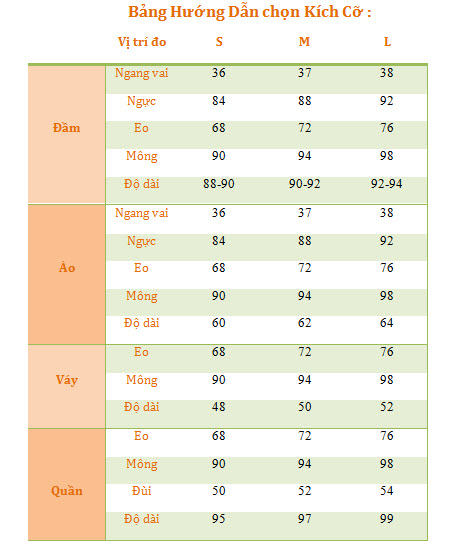 Bảng Hướng Dẫn chọn Kích Cỡ :
Vị trí đo S M L
Ngang vai 36 37 38
Ngực 84 88 92
Đầm Eo 68 72 76
Mông 90 94 98
Độ dài 88-90 90-92 92-94
Ngang vai 36 37 38
Ngực 84 88 92
Áo Eo 68 72 76
Mông 90 94 98
Độ dài 60 62 64
Eo 68 72 76
Váy Mông 90 94 98
Độ dài 48 50 52
Eo 68 72 76
Mông 90 94 98
Quần Đùi 50 52 54
Độ dài 95 97 99